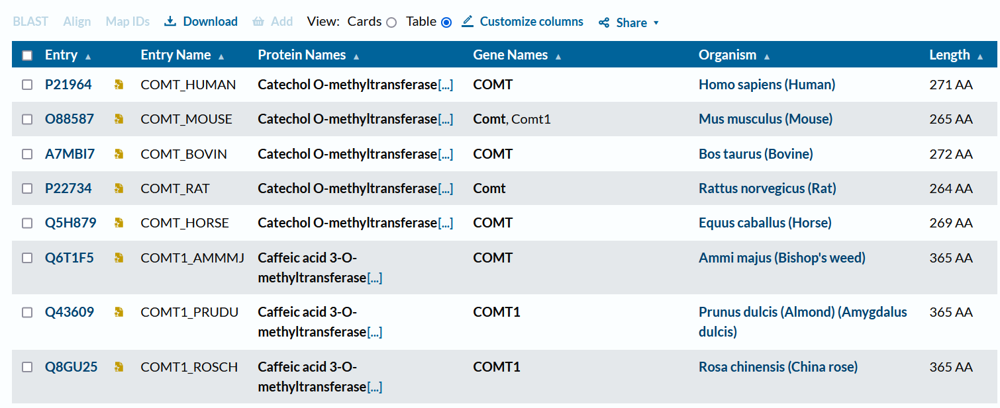 BLAST Align Map IDs Download Add View: Cards Table Customize columns Share
Entry Entry Name Protein Names Gene Names Organism Length
P21964 COMT_HUMAN Catechol O-methyltransferase[...] COMT Homo sapiens (Human) 271 AA
O88587 COMT_MOUSE Catechol O-methyltransferase[...] Comt, Comt1 Mus musculus (Mouse) 265 AA
A7MBI7 COMT_BOVIN Catechol O-methyltransferase[...] COMT Bos taurus (Bovine) 272 AA
P22734 COMT_RAT Catechol O-methyltransferase[...] Comt Rattus norvegicus (Rat) 264 AA
Q5H879 COMT_HORSE Catechol O-methyltransferase[...] COMT Equus caballus (Horse) 269 AA
Q6T1F5 COMT1_AMMMJ Caffeic acid 3-O- COMT Ammi majus (Bishop's weed) 365 AA
methyltransferase[...]
Q43609 COMT1_PRUDU Caffeic acid 3-O- COMT1 Prunus dulcis (Almond) (Amygdalus 365 AA
methyltransferase[...] dulcis)
Q8GU25 COMT1_ROSCH Caffeic acid 3-O- COMT1 Rosa chinensis (China rose) 365 AA
methyltransferase[...]